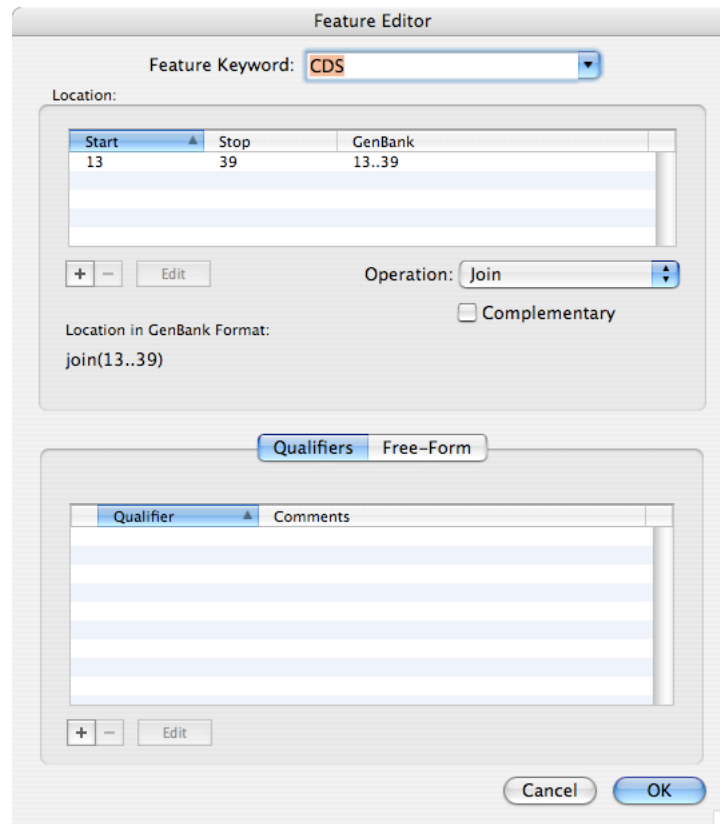 Feature Editor
Feature Keyword: CDS
Location:
Start Stop GenBank
13 39 13..39
+ − Edit Operation: Join
Complementary
Location in GenBank Format:
join(13..39)
Qualifiers Free-Form
Qualifier Comments
+ − Edit
Cancel OK